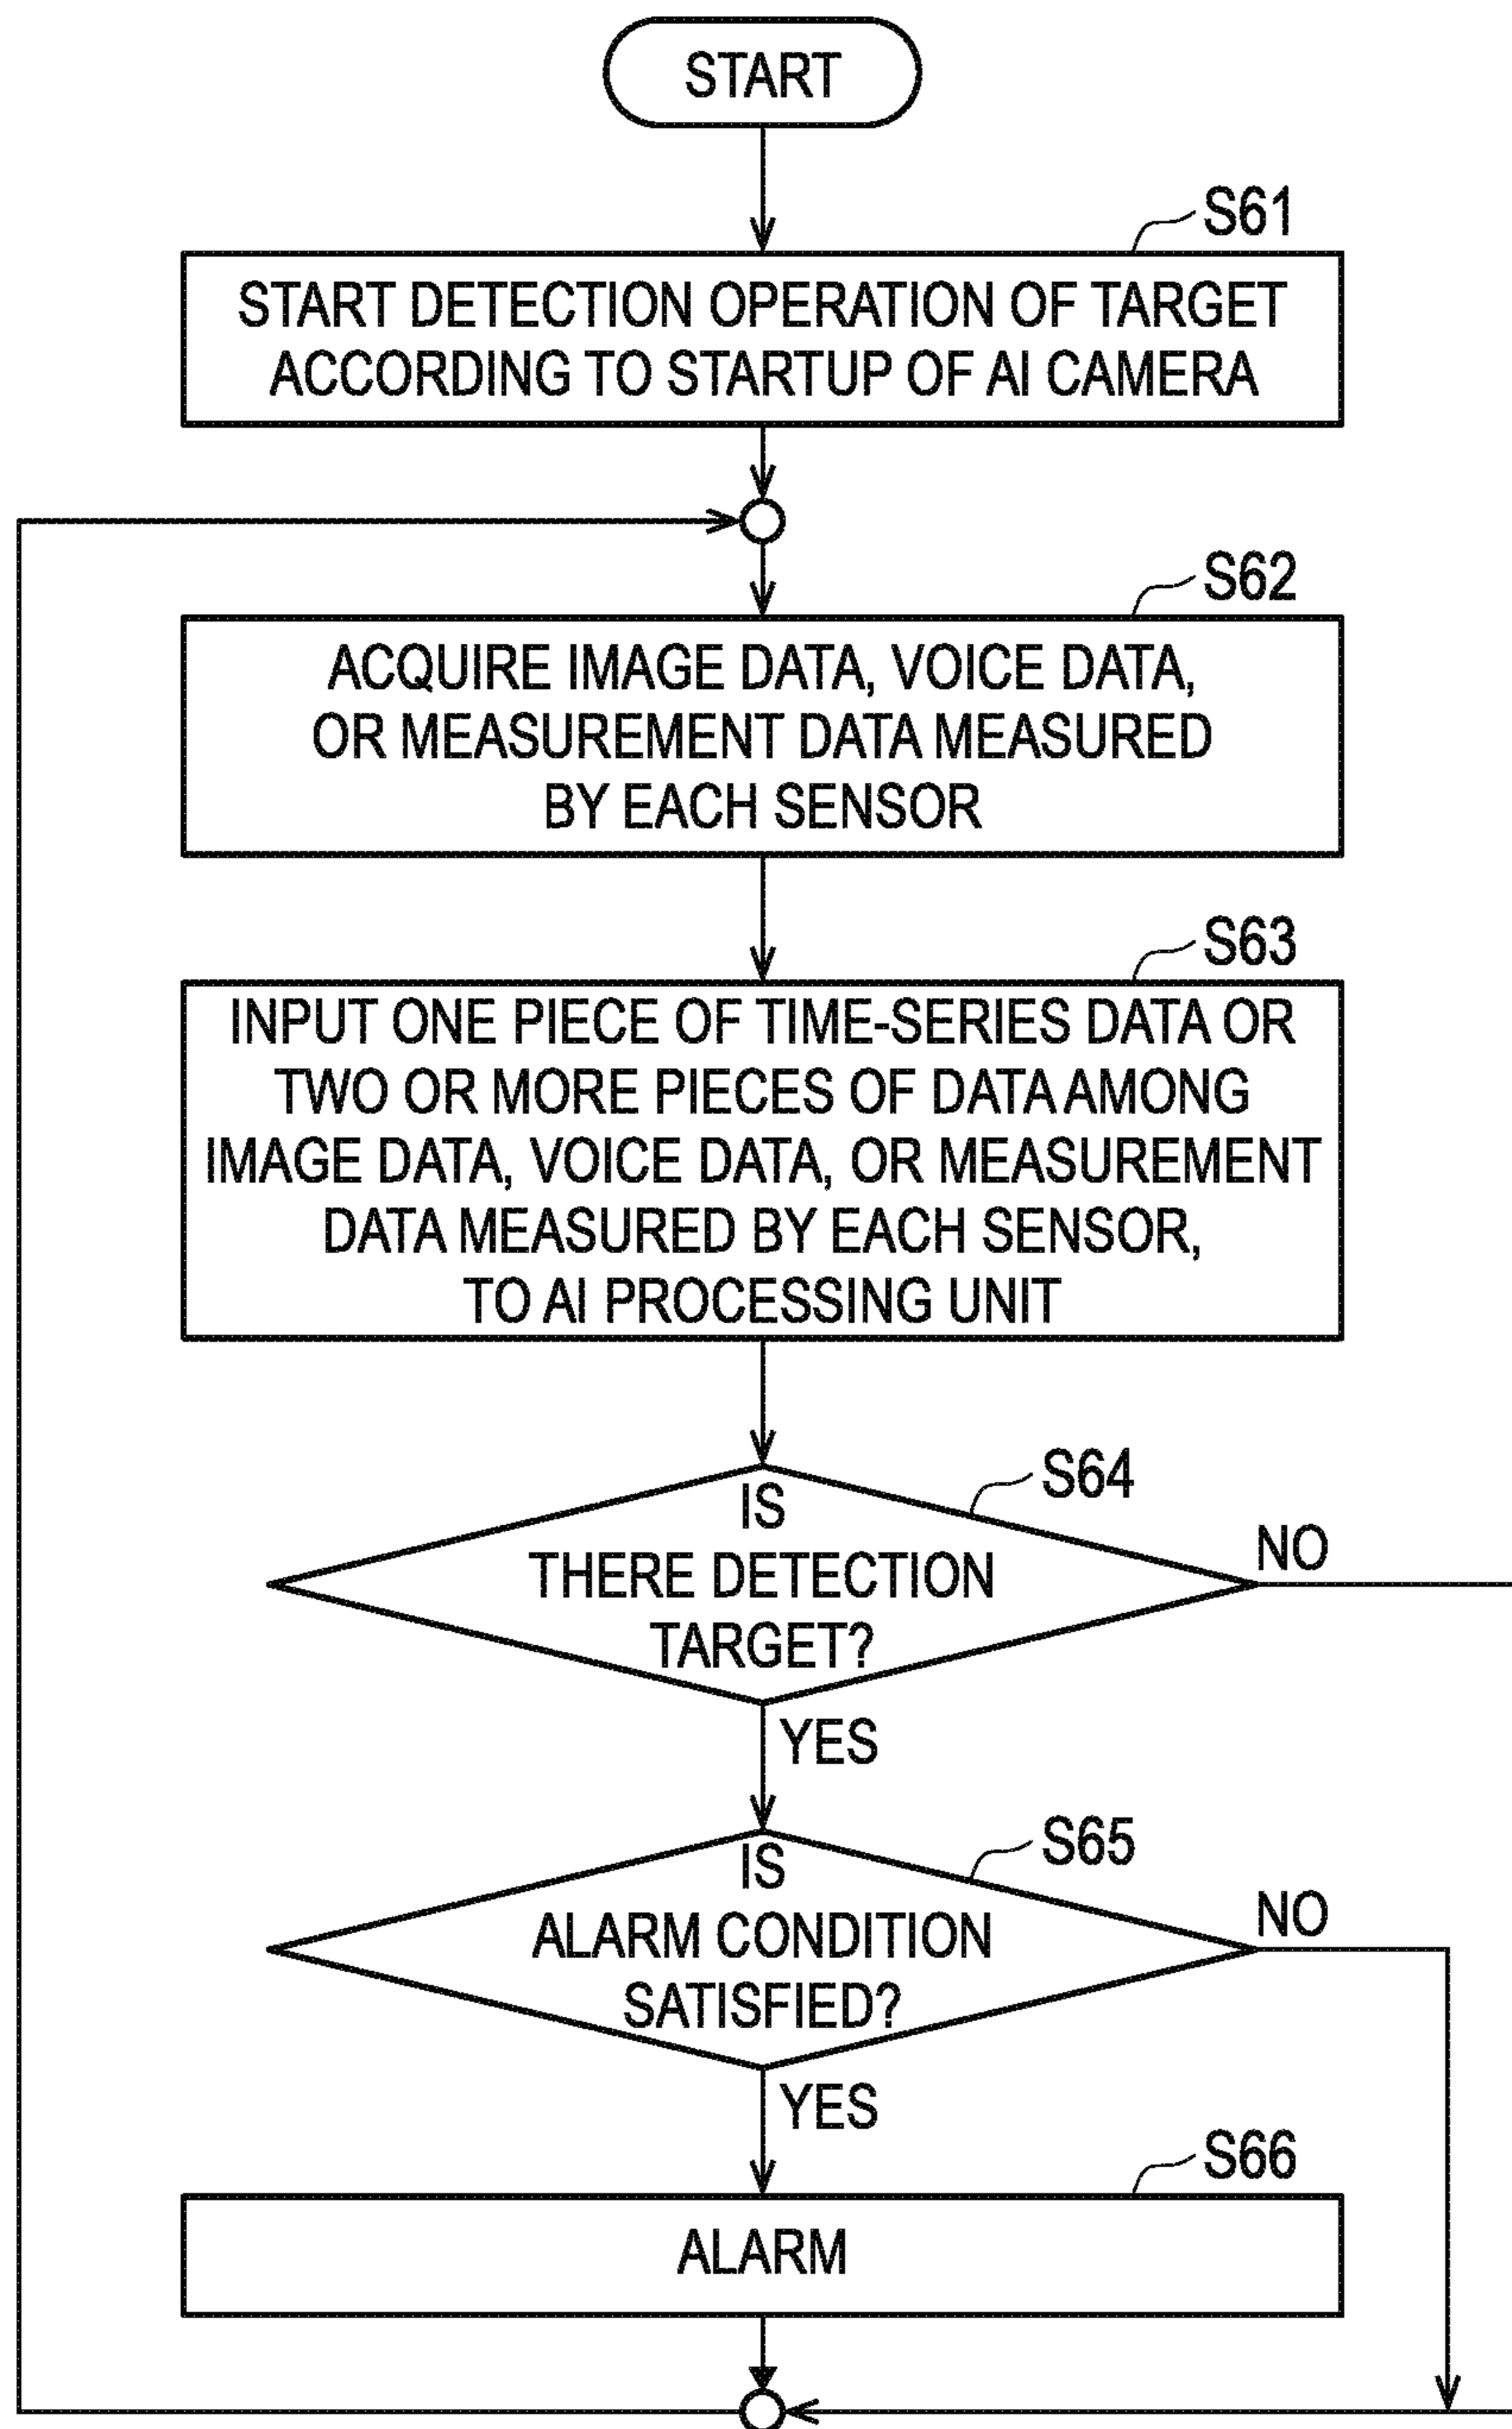 START
S61
START DETECTION OPERATION OF TARGET
ACCORDING TO STARTUP OF AI CAMERA
S62
ACQUIRE IMAGE DATA, VOICE DATA,
OR MEASUREMENT DATA MEASURED
BY EACH SENSOR
S63
INPUT ONE PIECE OF TIME-SERIES DATA OR
TWO OR MORE PIECES OF DATA AMONG
IMAGE DATA, VOICE DATA, OR MEASUREMENT
DATA MEASURED BY EACH SENSOR,
TO AI PROCESSING UNIT
S64
IS
THERE DETECTION
TARGET?
NO
YES
S65
IS
ALARM CONDITION
SATISFIED?
NO
YES
S66
ALARM